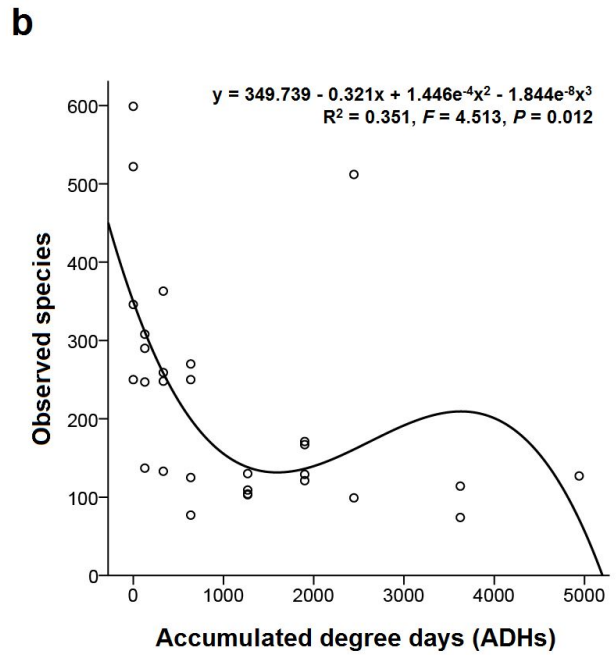 b
y = 349.739 - 0.321x + 1.446e⁻⁴x² - 1.844e⁻⁸x³
R² = 0.351, F = 4.513, P = 0.012
600
500
400
300
200
100
0
Observed species
0 1000 2000 3000 4000 5000
Accumulated degree days (ADHs)